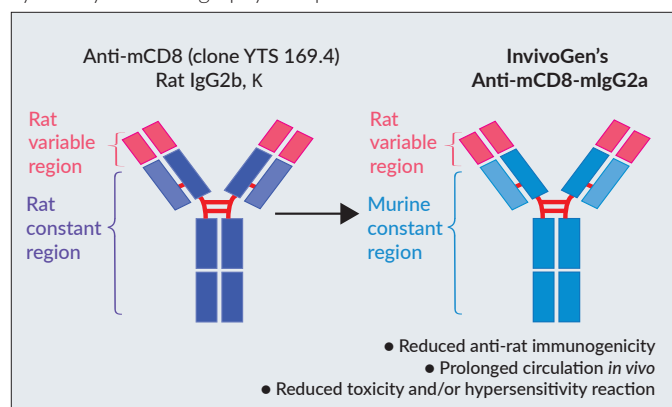 Anti-mCD8 (clone YTS 169.4)
Rat IgG2b, K
InvivoGen's
Anti-mCD8-mIgG2a
Rat
variable
region
Rat
constant
region
Rat
variable
region
Murine
constant
region
● Reduced anti-rat immunogenicity
● Prolonged circulation in vivo
● Reduced toxicity and/or hypersensitivity reaction